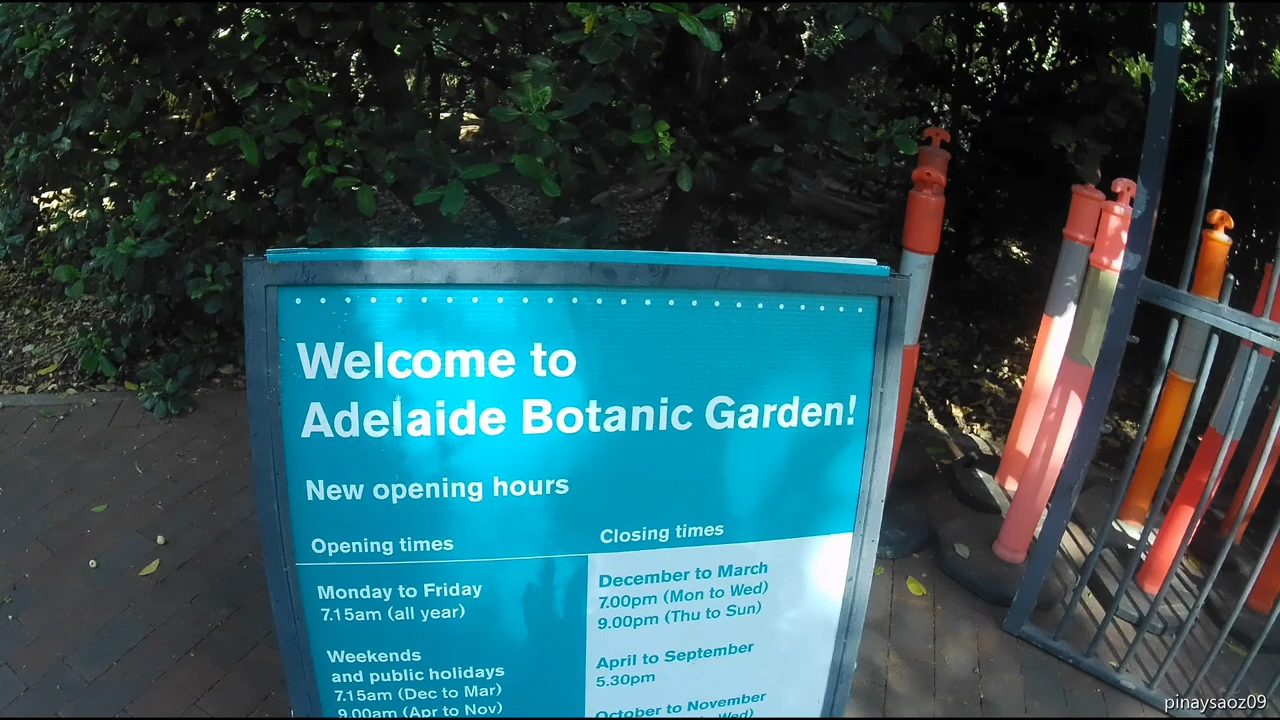 Welcome to
Adelaide Botanic Garden!
New opening hours
Opening times
Monday to Friday
7.15am (all year)
Weekends
and public holidays
7.15am (Dec to Mar)
9.00am (Apr to Nov)
Closing times
December to March
7.00pm (Mon to Wed)
9.00pm (Thu to Sun)
April to September
5.30pm
October to November
Wed)
pinaysaoz09